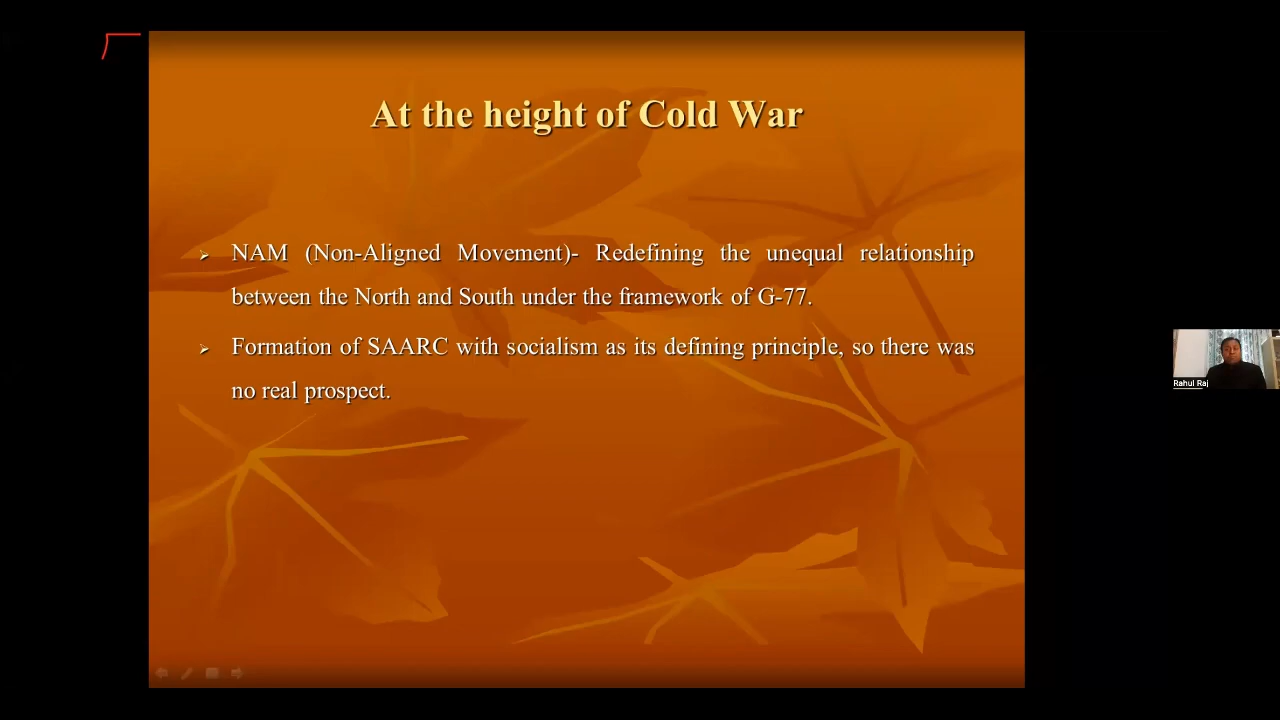 At the height of Cold War
NAM (Non-Aligned Movement)- Redefining the unequal relationship
between the North and South under the framework of G-77.
Formation of SAARC with socialism as its defining principle, so there was
no real prospect.
Rahul Raj